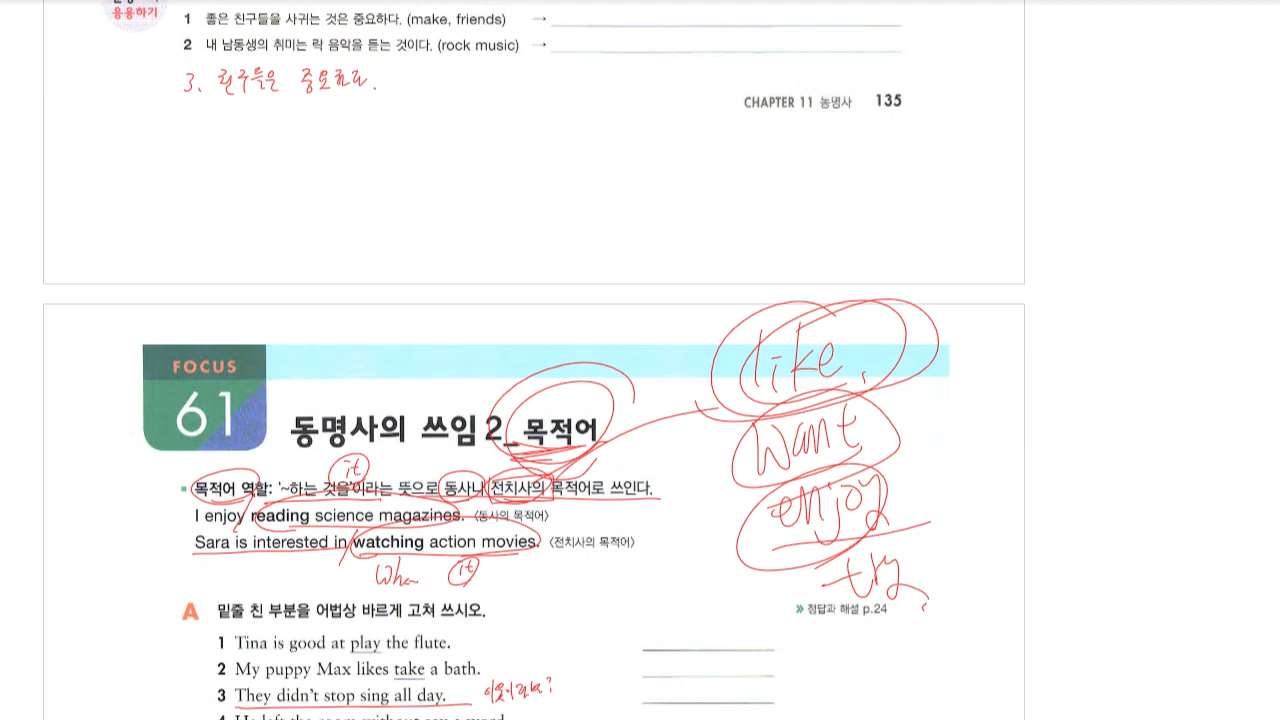 응용하기
1 좋은 친구들을 사귀는 것은 중요하다. (make, friends) →
2 내 남동생의 취미는 락 음악을 듣는 것이다. (rock music) →
3. 친구들은 중요하다.
CHAPTER 11 동명사 135
FOCUS
61
동명사의 쓰임 2_목적어
like.
want
enjoy
try
it
목적어 역할: '~하는 것을'이라는 뜻으로 동사나 전치사의 목적어로 쓰인다.
I enjoy reading science magazines. 〈동사의 목적어〉
Sara is interested in watching action movies. 〈전치사의 목적어〉
it
A 밑줄 친 부분을 어법상 바르게 고쳐 쓰시오.
» 정답과 해설 p.24
1 Tina is good at play the flute.
2 My puppy Max likes take a bath.
3 They didn't stop sing all day.
4 He left the room without say a word.